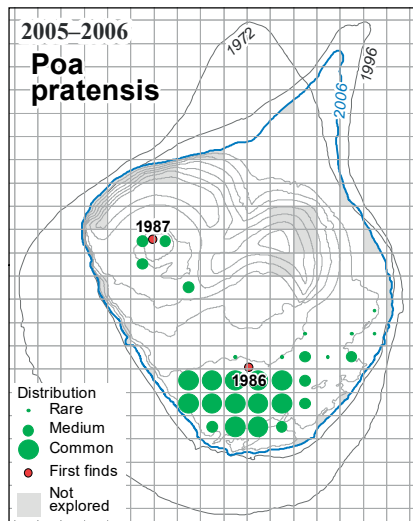 2005–2006
Poa
pratensis
1972
1996
2006
1987
1986
Distribution
Rare
Medium
Common
First finds
Not
explored